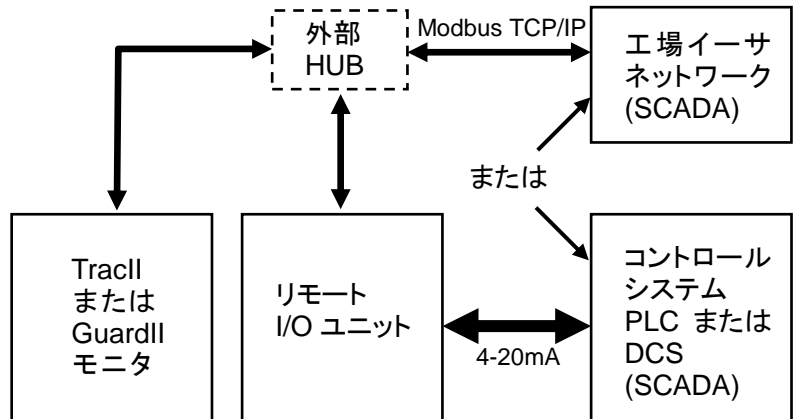 外部
HUB
Modbus TCP/IP
工場イーサ
ネットワーク
(SCADA)
または
TracII
または
GuardII
モニタ
リモート
I/O ユニット
4-20mA
コントロール
システム
PLC または
DCS
(SCADA)